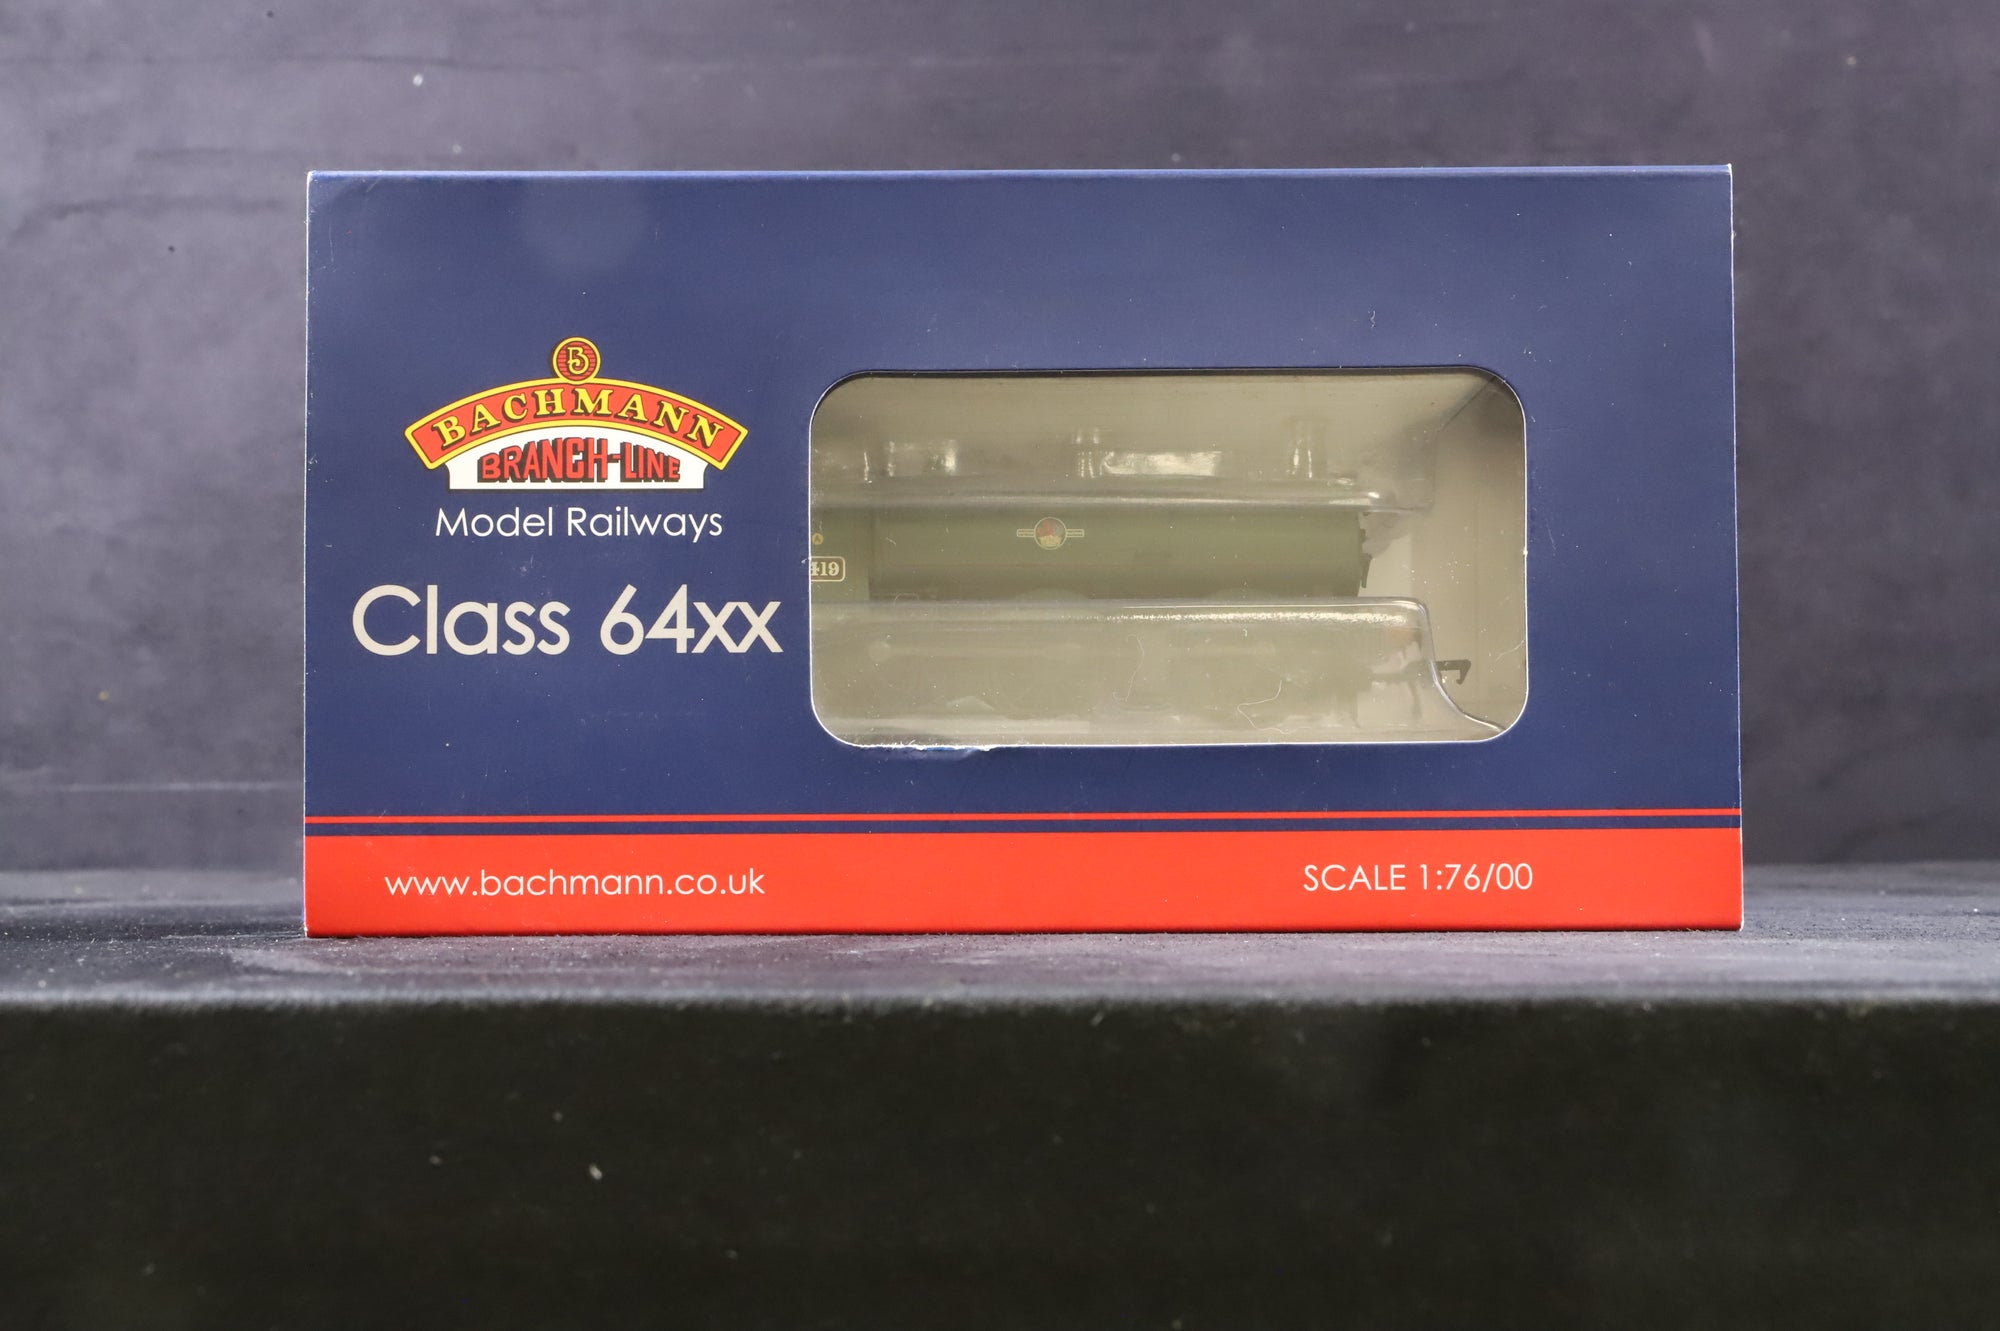 B
BACHMANN
BRANCH-LINE
Model Railways
Class 64xx
419
www.bachmann.co.uk
SCALE 1:76/00